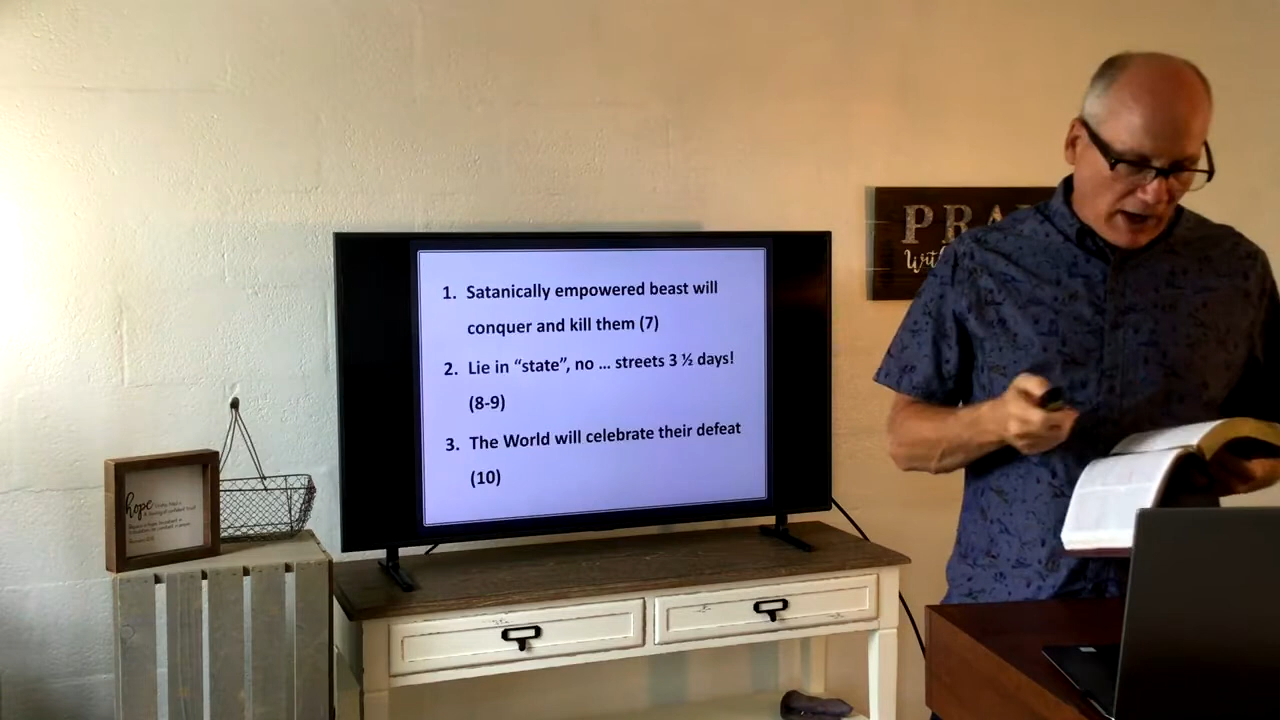 1. Satanically empowered beast will
conquer and kill them (7)
2. Lie in “state”, no ... streets 3 ½ days!
(8-9)
3. The World will celebrate their defeat
(10)
hope